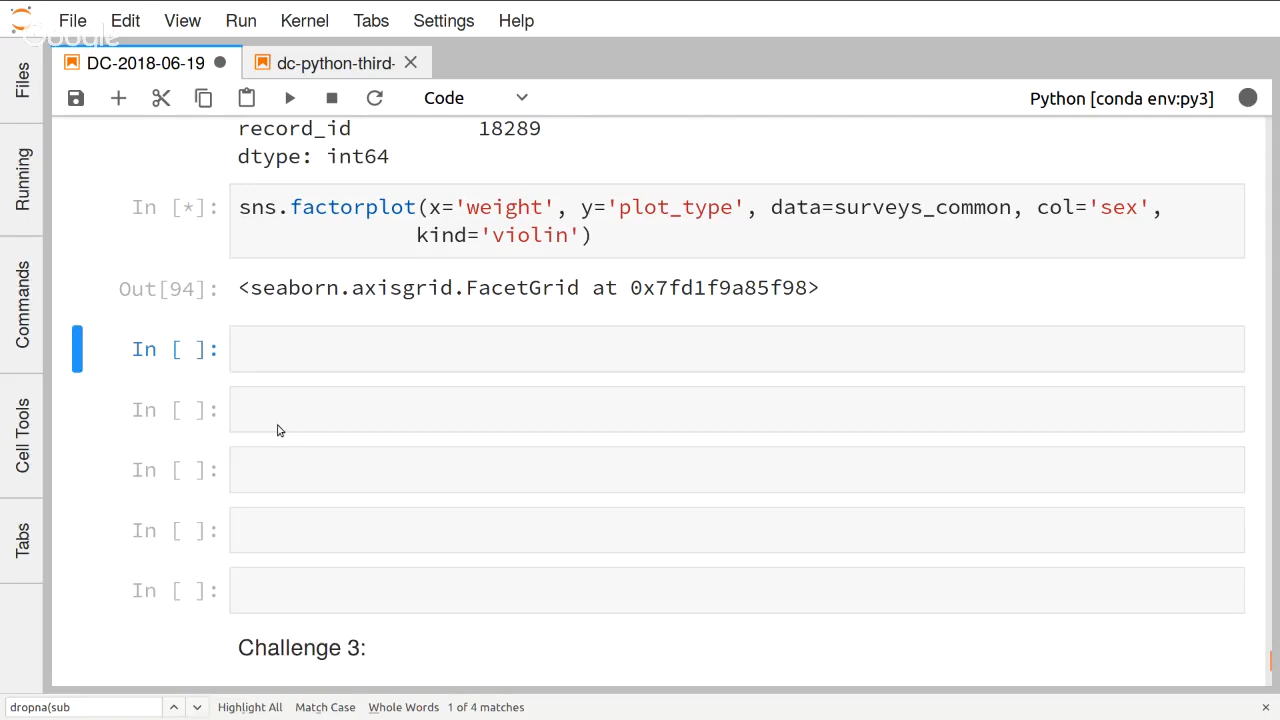 File Edit View Run Kernel Tabs Settings Help
Google
DC-2018-06-19 dc-python-third-
Code Python [conda env:py3]
Files
Running
Commands
Cell Tools
Tabs
record_id 18289
dtype: int64
In [*]: sns.factorplot(x='weight', y='plot_type', data=surveys_common, col='sex',
kind='violin')
Out[94]: <seaborn.axisgrid.FacetGrid at 0x7fd1f9a85f98>
In [ ]:
In [ ]:
In [ ]:
In [ ]:
In [ ]:
Challenge 3:
dropna(sub Highlight All Match Case Whole Words 1 of 4 matches